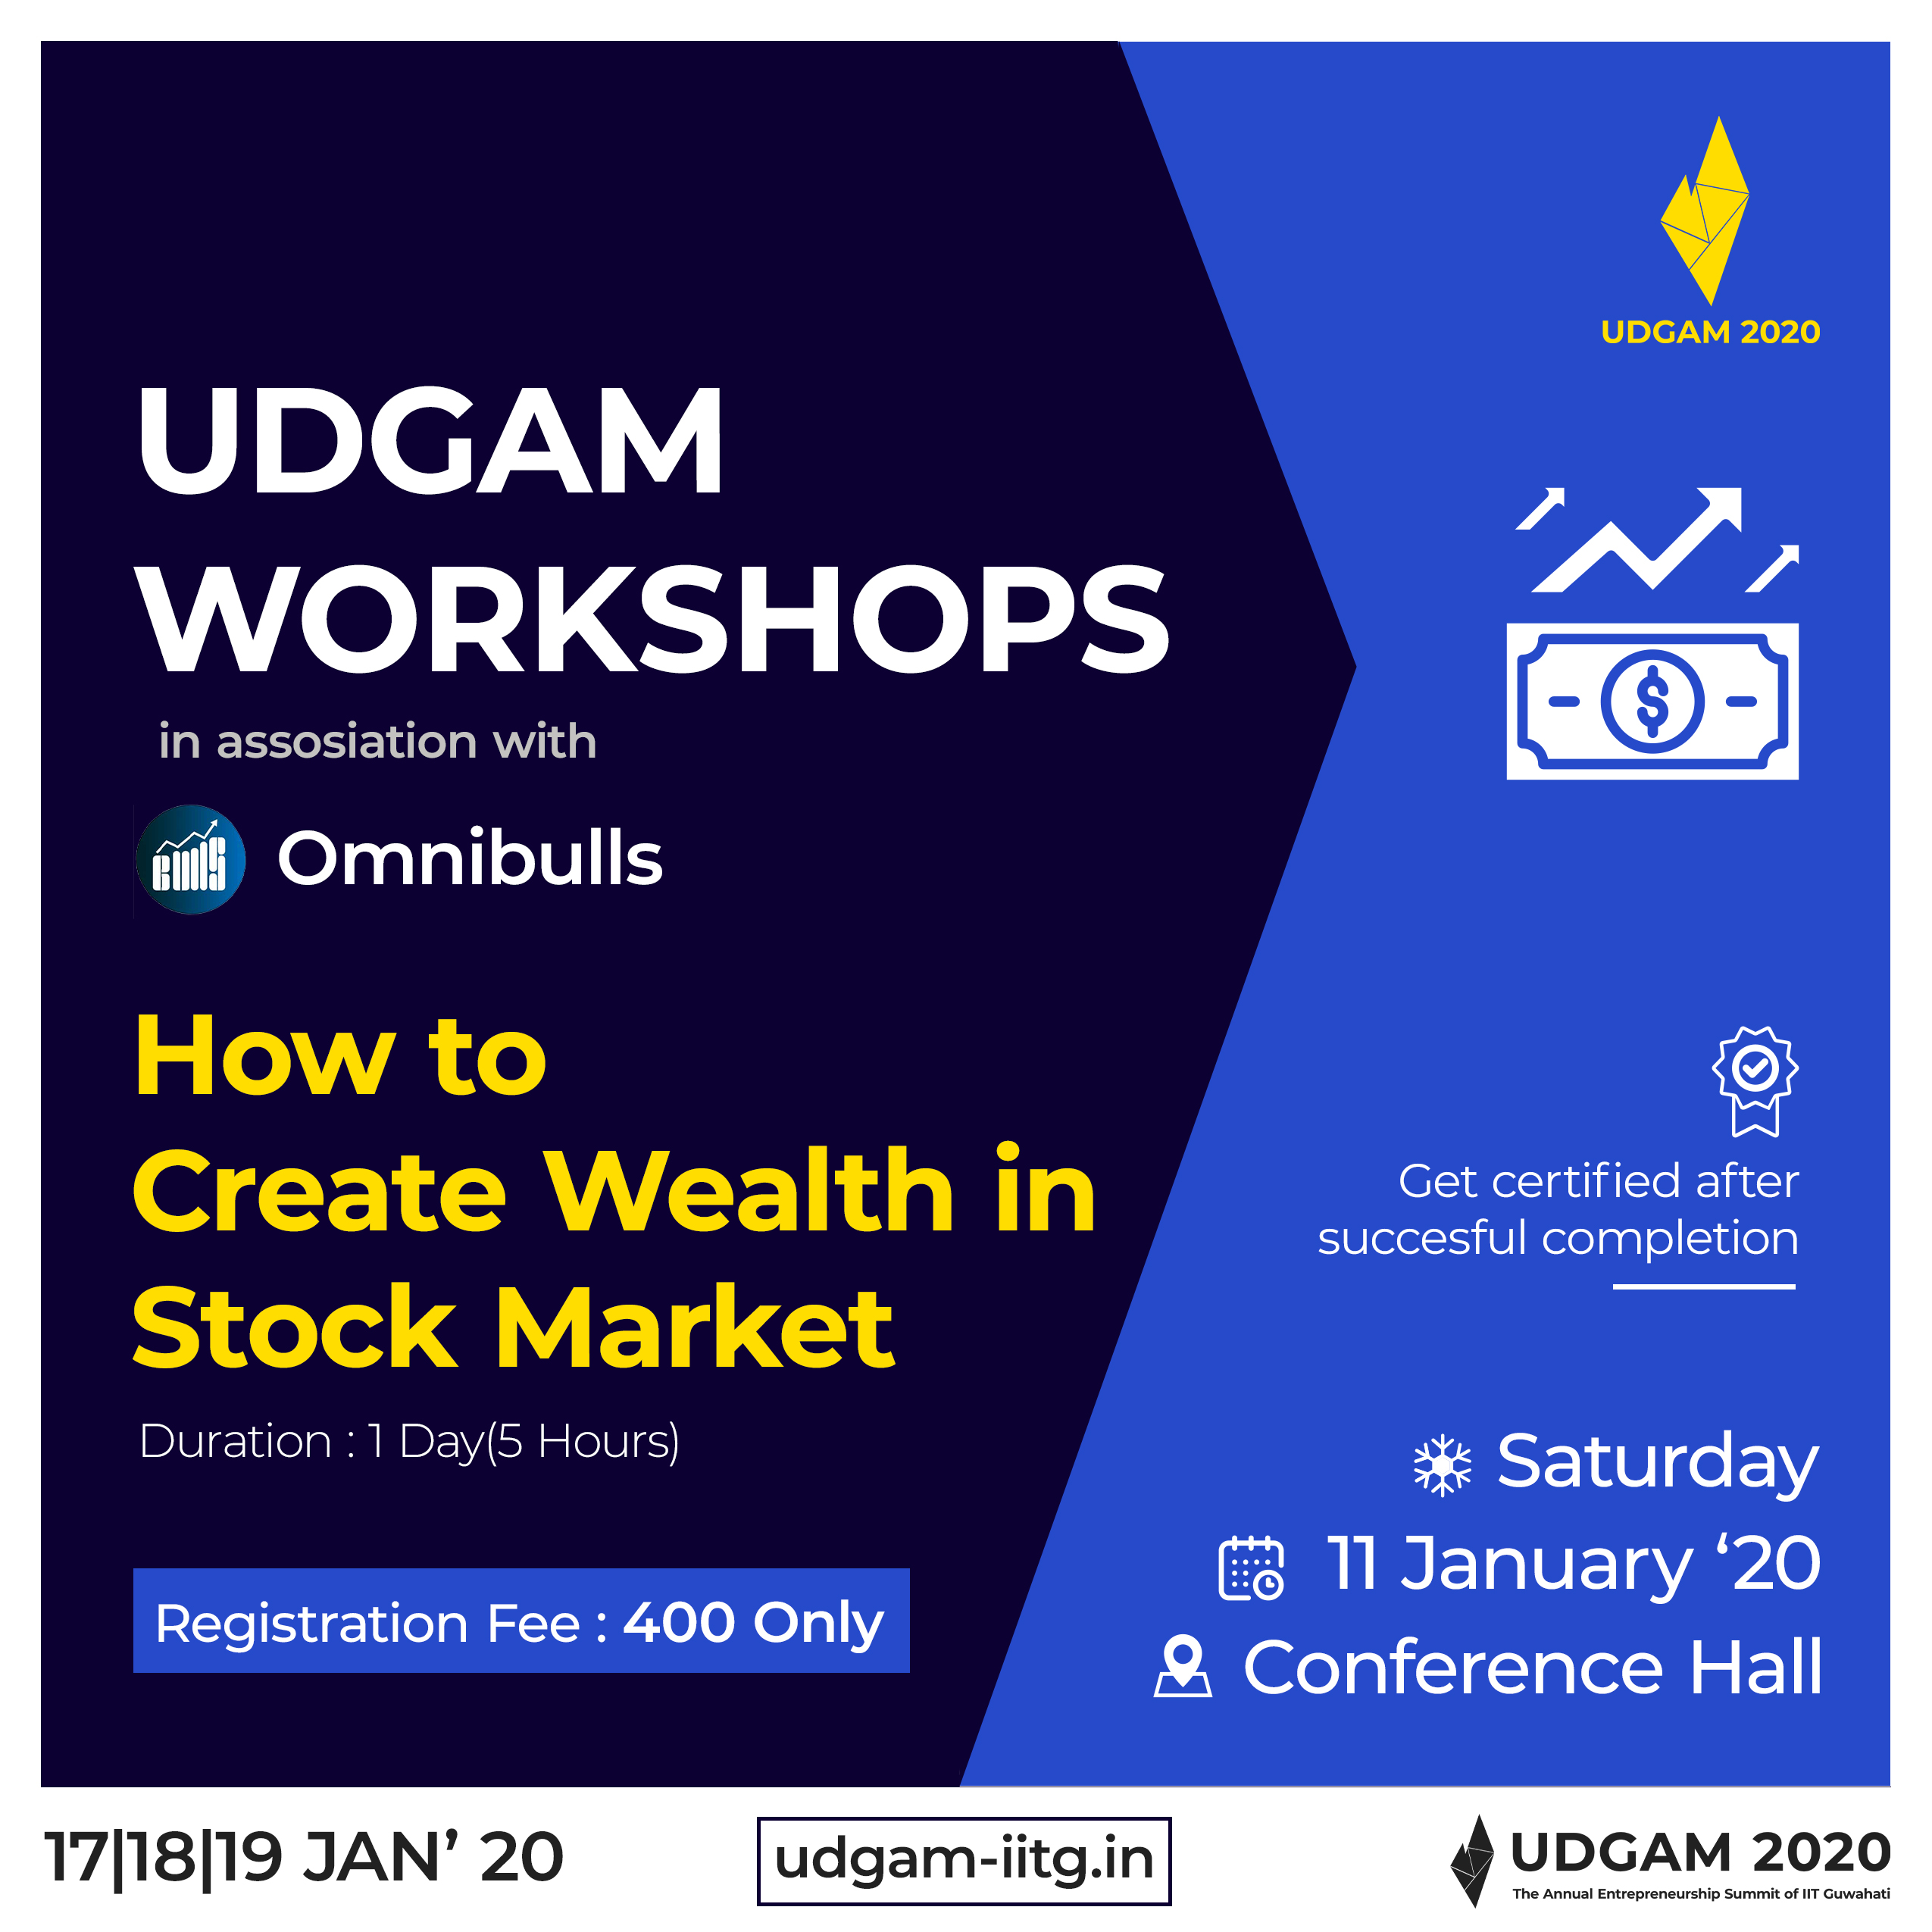 UDGAM 2020
UDGAM
WORKSHOPS
in assosiation with
Omnibulls
How to
Create Wealth in
Stock Market
Duration : 1 Day(5 Hours)
Registration Fee : 400 Only
$
Get certified after
succesful completion
Saturday
11 January ‘20
Conference Hall
17|18|19 JAN’ 20
udgam-iitg.in
UDGAM 2020
The Annual Entrepreneurship Summit of IIT Guwahati